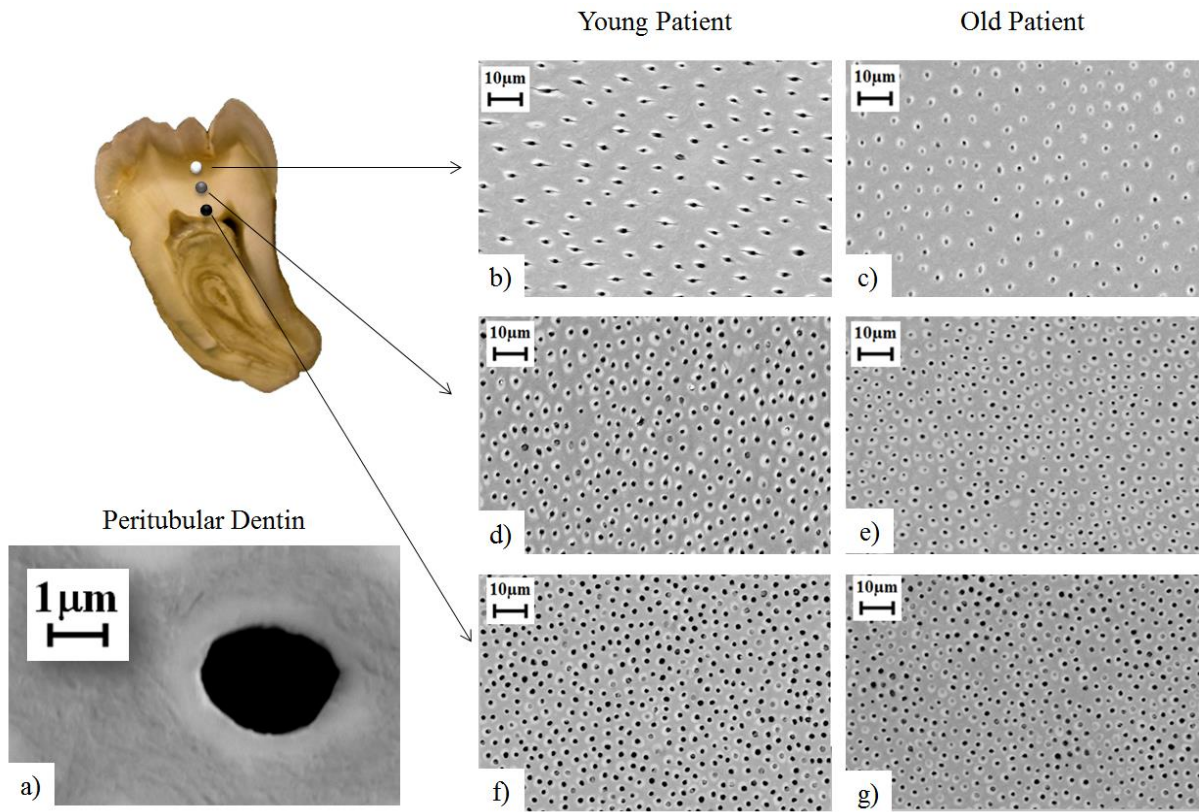 Young Patient
Old Patient
10µm
b)
10µm
c)
10µm
d)
10µm
e)
Peritubular Dentin
1µm
a)
10µm
f)
10µm
g)